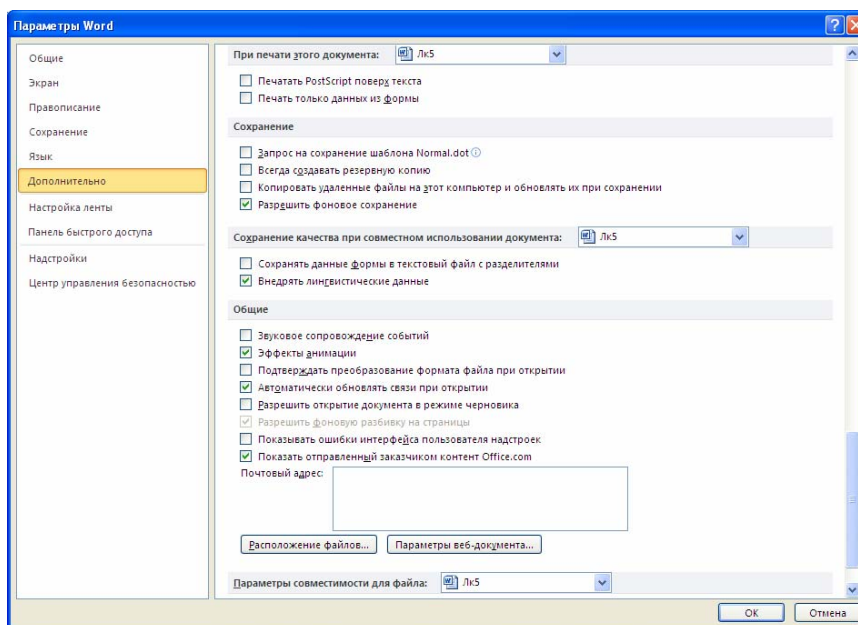 Параметры Word
Общие
Экран
Правописание
Сохранение
Язык
Дополнительно
Настройка ленты
Панель быстрого доступа
Надстройки
Центр управления безопасностью
При печати этого документа: Лк5
Печатать PostScript поверх текста
Печать только данных из формы
Сохранение
Запрос на сохранение шаблона Normal.dot
Всегда создавать резервную копию
Копировать удаленные файлы на этот компьютер и обновлять их при сохранении
Разрешить фоновое сохранение
Сохранение качества при совместном использовании документа: Лк5
Сохранять данные формы в текстовый файл с разделителями
Внедрять лингвистические данные
Общие
Звуковое сопровождение событий
Эффекты анимации
Подтверждать преобразование формата файла при открытии
Автоматически обновлять связи при открытии
Разрешить открытие документа в режиме черновика
Разрешить фоновую разбивку на страницы
Показывать ошибки интерфейса пользователя надстроек
Показать отправленный заказчиком контент Office.com
Почтовый адрес:
Расположение файлов... Параметры веб-документа...
Параметры совместимости для файла: Лк5
ОК Отмена